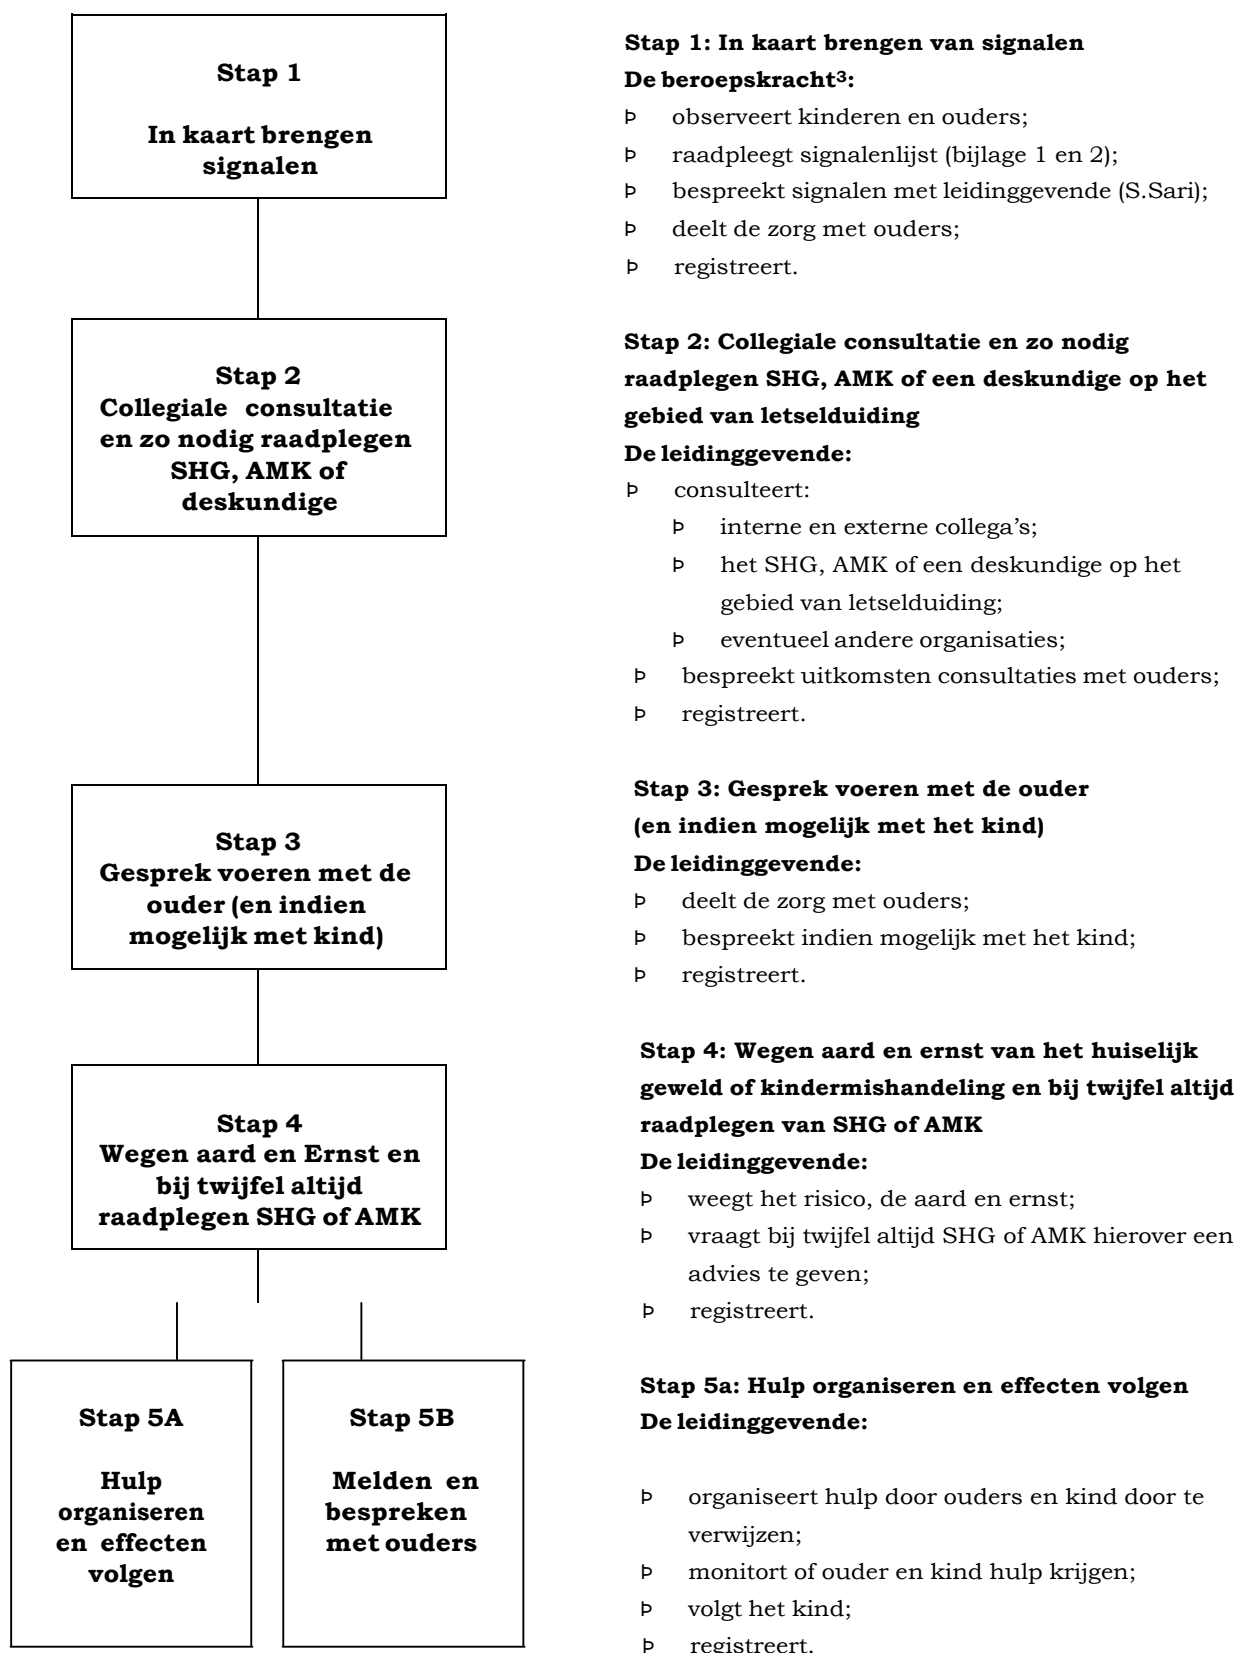 Stap 1
In kaart brengen
signalen
Stap 2
Collegiale consultatie
en zo nodig raadplegen
SHG, AMK of
deskundige
Stap 3
Gesprek voeren met de
ouder (en indien
mogelijk met kind)
Stap 4
Wegen aard en Ernst en
bij twijfel altijd
raadplegen SHG of AMK
Stap 5A
Hulp
organiseren
en effecten
volgen
Stap 5B
Melden en
bespreken
met ouders
Stap 1: In kaart brengen van signalen
De beroepskracht³:
Þ observeert kinderen en ouders;
Þ raadpleegt signalenlijst (bijlage 1 en 2);
Þ bespreekt signalen met leidinggevende (S.Sari);
Þ deelt de zorg met ouders;
Þ registreert.
Stap 2: Collegiale consultatie en zo nodig
raadplegen SHG, AMK of een deskundige op het
gebied van letselduiding
De leidinggevende:
Þ consulteert:
Þ interne en externe collega’s;
Þ het SHG, AMK of een deskundige op het
gebied van letselduiding;
Þ eventueel andere organisaties;
Þ bespreekt uitkomsten consultaties met ouders;
Þ registreert.
Stap 3: Gesprek voeren met de ouder
(en indien mogelijk met het kind)
De leidinggevende:
Þ deelt de zorg met ouders;
Þ bespreekt indien mogelijk met het kind;
Þ registreert.
Stap 4: Wegen aard en ernst van het huiselijk
geweld of kindermishandeling en bij twijfel altijd
raadplegen van SHG of AMK
De leidinggevende:
Þ weegt het risico, de aard en ernst;
Þ vraagt bij twijfel altijd SHG of AMK hierover een
advies te geven;
Þ registreert.
Stap 5a: Hulp organiseren en effecten volgen
De leidinggevende:
Þ organiseert hulp door ouders en kind door te
verwijzen;
Þ monitort of ouder en kind hulp krijgen;
Þ volgt het kind;
Þ registreert.